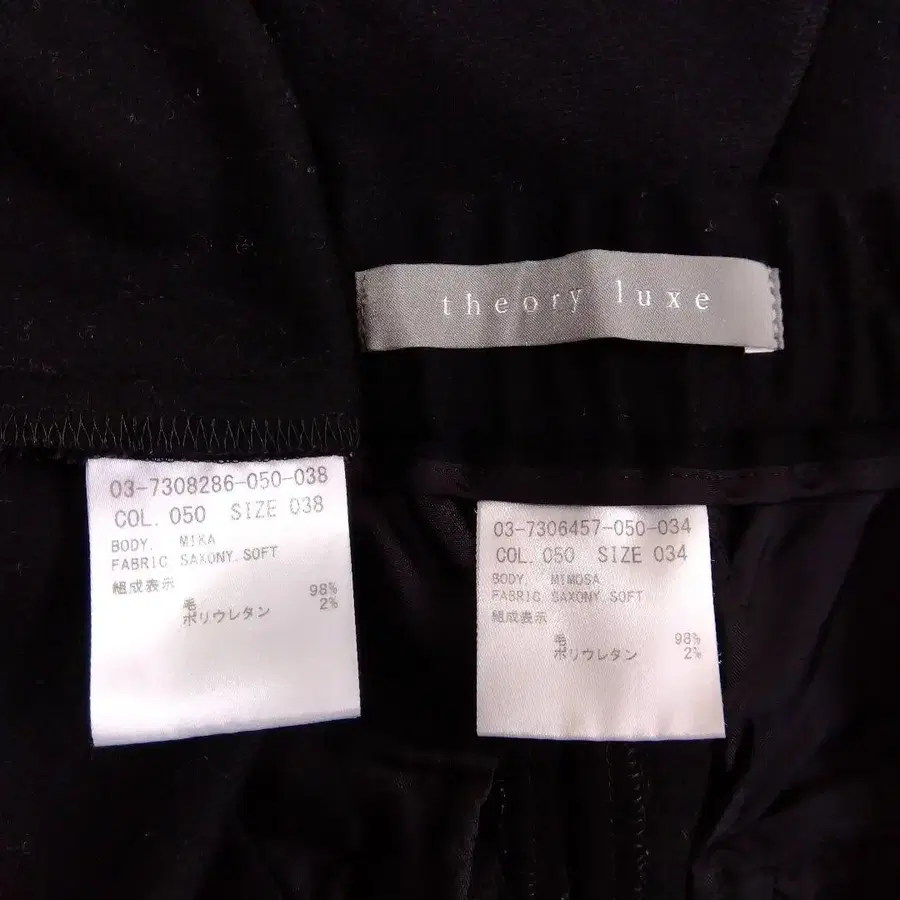 theory luxe
03-7308286-050-038
COL. 050 SIZE 038
BODY. MIKA
FABRIC SAXONY.SOFT
組成表示
毛 98%
ポリウレタン 2%
03-7306457-050-034
COL. 050 SIZE 034
BODY. MIMOSA
FABRIC SAXONY.SOFT
組成表示
毛 98%
ポリウレタン 2%